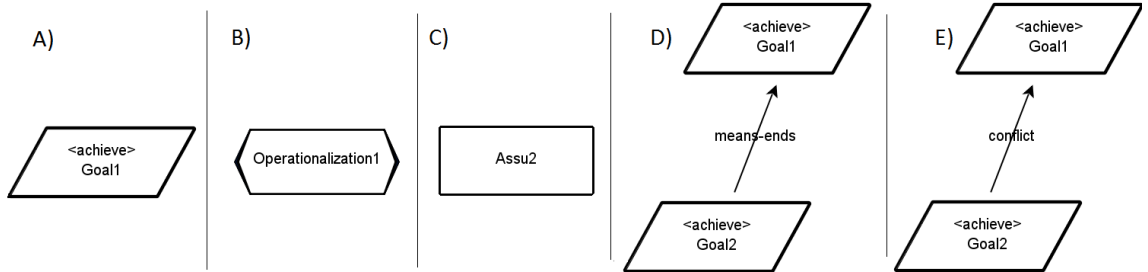 A)
<achieve>
Goal1
B)
Operationalization1
C)
Assu2
D)
<achieve>
Goal1
means-ends
<achieve>
Goal2
E)
<achieve>
Goal1
conflict
<achieve>
Goal2